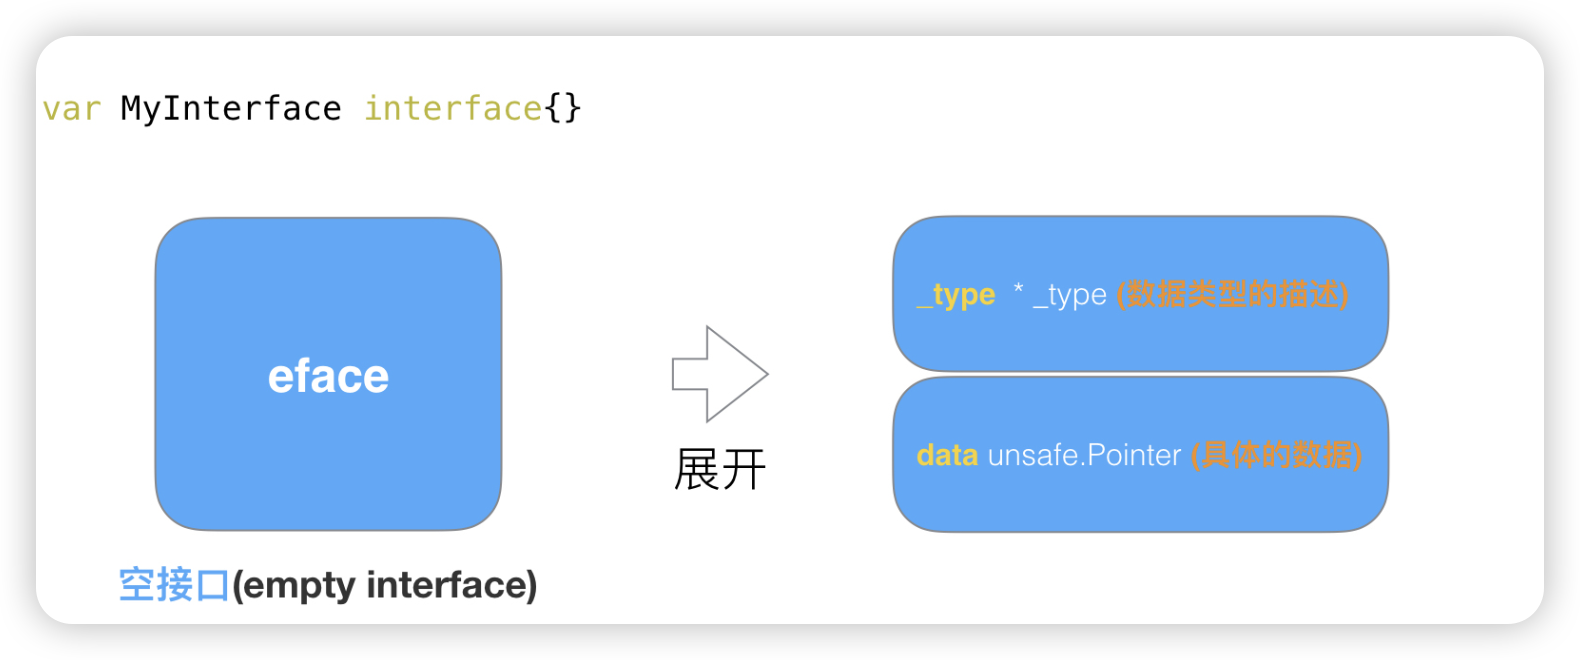 var MyInterface interface{}
eface
_type * _type (数据类型的描述)
data unsafe.Pointer (具体的数据)
展开
空接口(empty interface)